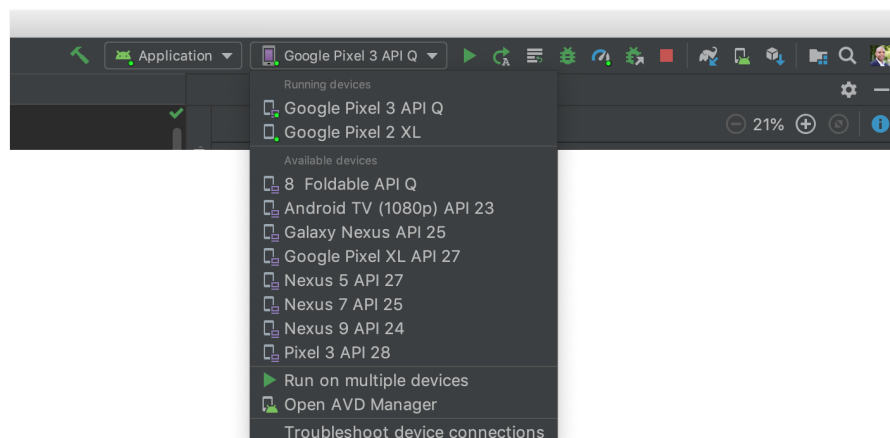 Application
Google Pixel 3 API Q
Running devices
Google Pixel 3 API Q
Google Pixel 2 XL
21%
Available devices
8 Foldable API Q
Android TV (1080p) API 23
Galaxy Nexus API 25
Google Pixel XL API 27
Nexus 5 API 27
Nexus 7 API 25
Nexus 9 API 24
Pixel 3 API 28
Run on multiple devices
Open AVD Manager
Troubleshoot device connections